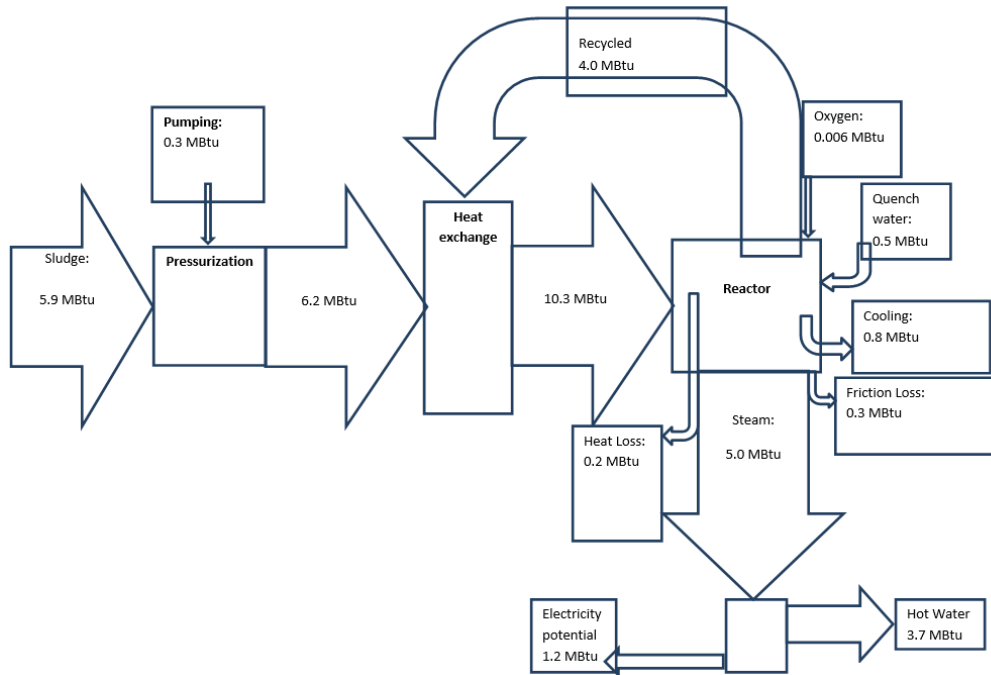 Recycled
4.0 MBtu
Pumping:
0.3 MBtu
Oxygen:
0.006 MBtu
Quench
water:
0.5 MBtu
Heat
exchange
Sludge:
5.9 MBtu
Pressurization
6.2 MBtu
10.3 MBtu
Reactor
Cooling:
0.8 MBtu
Friction Loss:
0.3 MBtu
Heat Loss:
0.2 MBtu
Steam:
5.0 MBtu
Electricity
potential
1.2 MBtu
Hot Water
3.7 MBtu